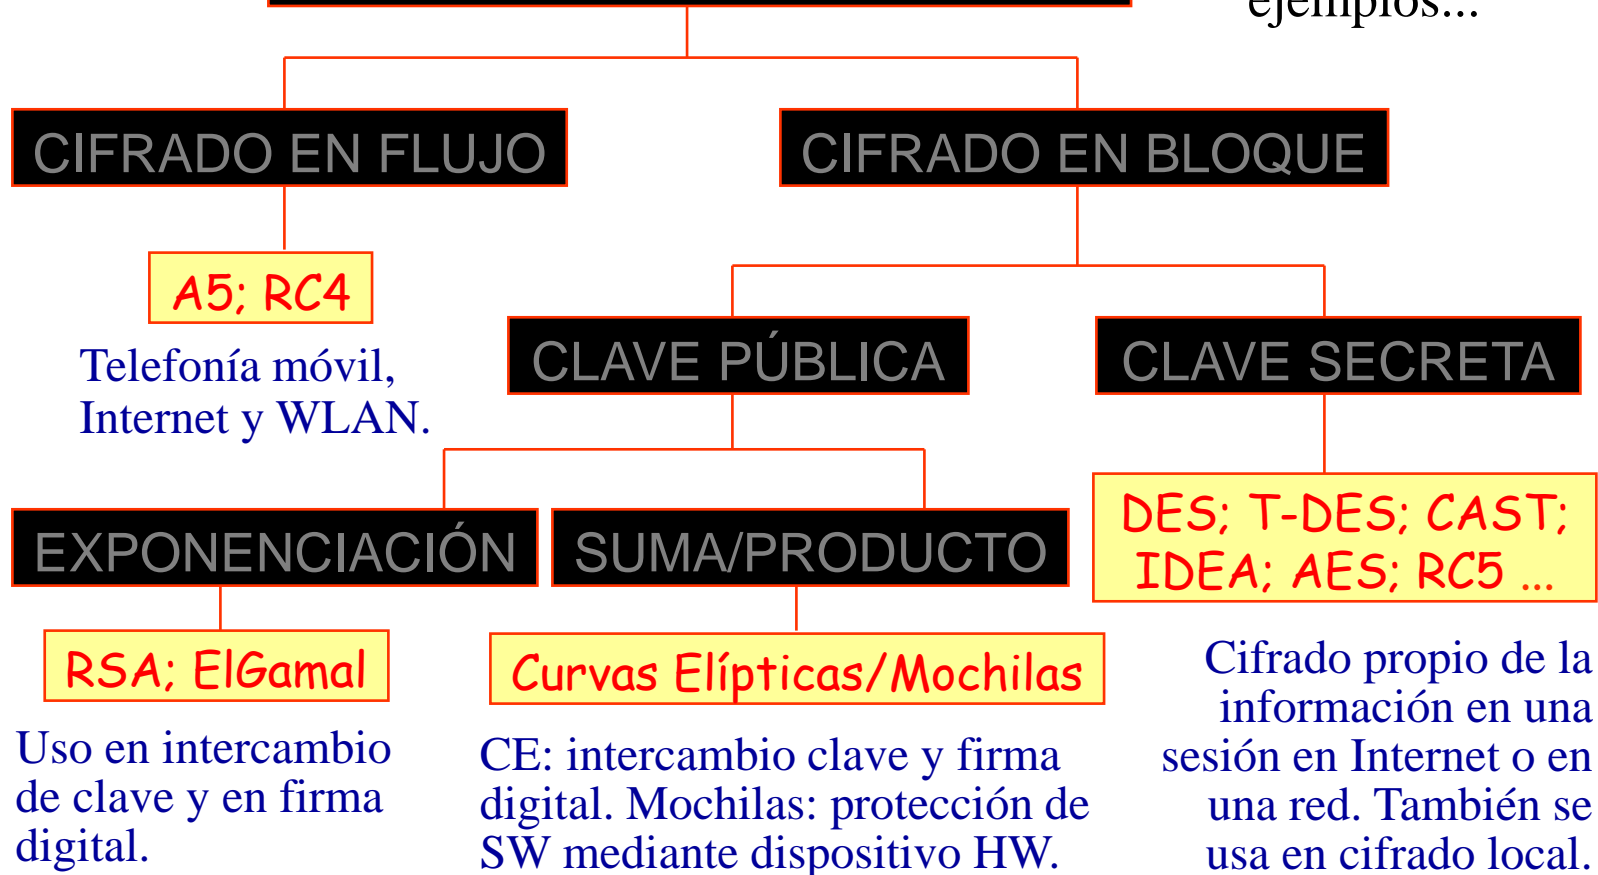 ejemplos...
CIFRADO EN FLUJO
CIFRADO EN BLOQUE
A5; RC4
Telefonía móvil,
Internet y WLAN.
CLAVE PÚBLICA
CLAVE SECRETA
EXPONENCIACIÓN
SUMA/PRODUCTO
DES; T-DES; CAST;
IDEA; AES; RC5 ...
RSA; ElGamal
Curvas Elípticas/Mochilas
Uso en intercambio
de clave y en firma
digital.
CE: intercambio clave y firma
digital. Mochilas: protección de
SW mediante dispositivo HW.
Cifrado propio de la
información en una
sesión en Internet o en
una red. También se
usa en cifrado local.